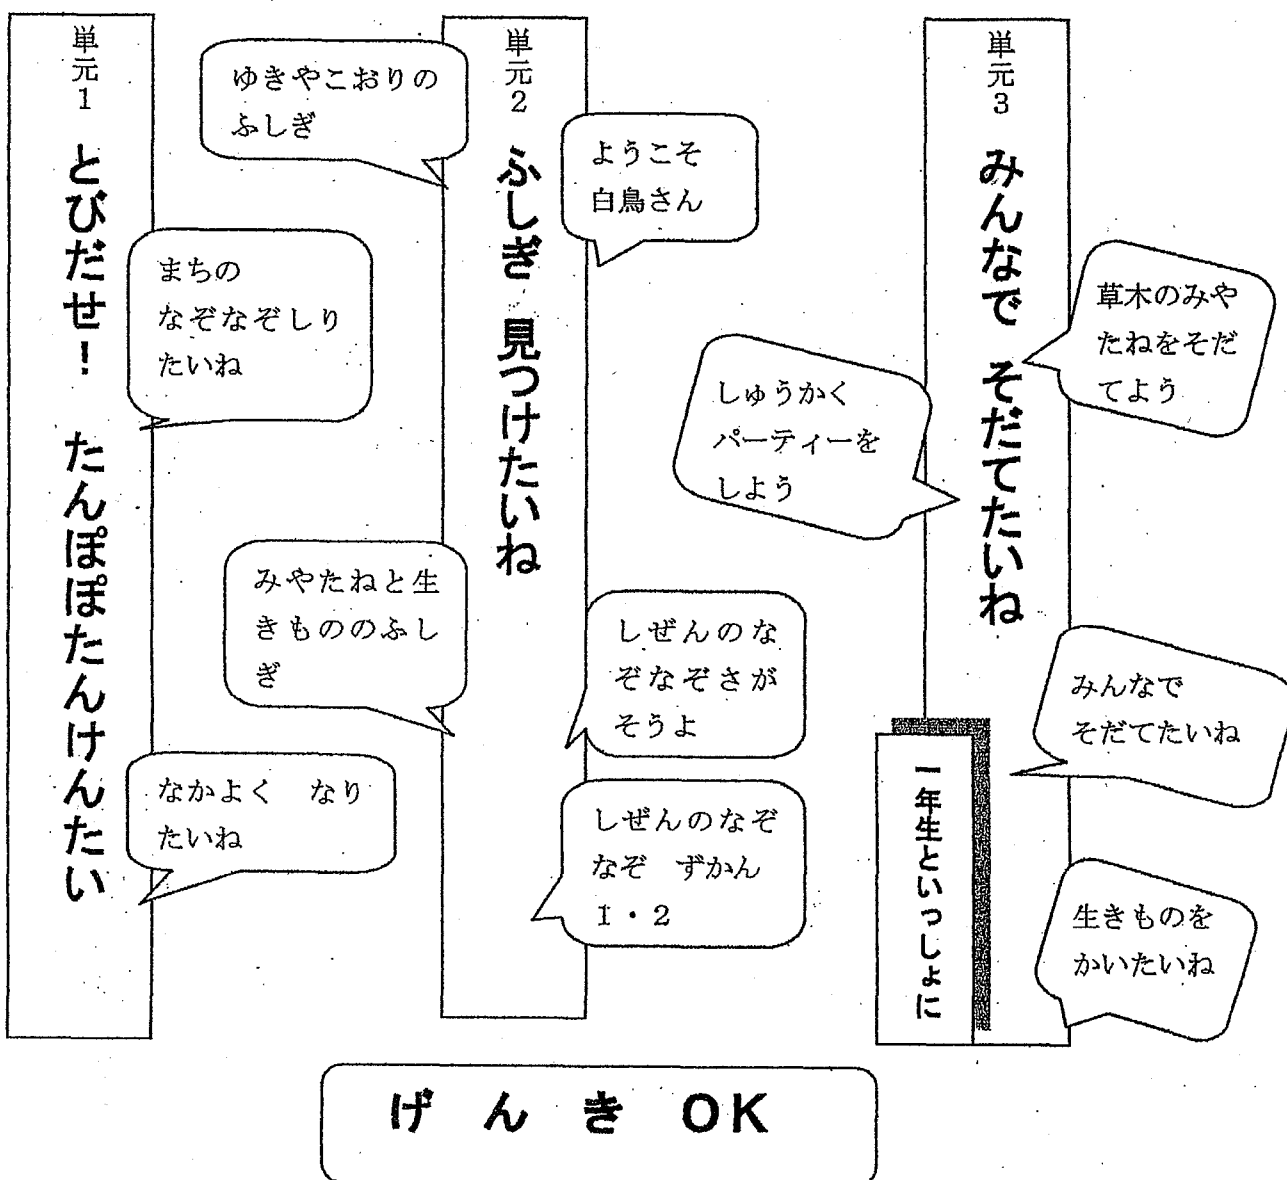 単元1 とびだせ! たんぽぽたんけんたい
まちの
なぞなぞしり
たいね
なかよく なり
たいね
単元2 ふしぎ 見つけたいね
ゆきやこおりの
ふしぎ
ようこそ
白鳥さん
みやたねと生
きもののふし
ぎ
しぜんのな
ぞなぞさが
そうよ
しぜんのなぞ
なぞ ずかん
1・2
単元3 みんなで そだてたいね
草木のみや
たねをそだ
てよう
しゅうかく
パーティーを
しよう
みんなで
そだてたいね
一年生といっしょに
生きものを
かいたいね
げんき OK